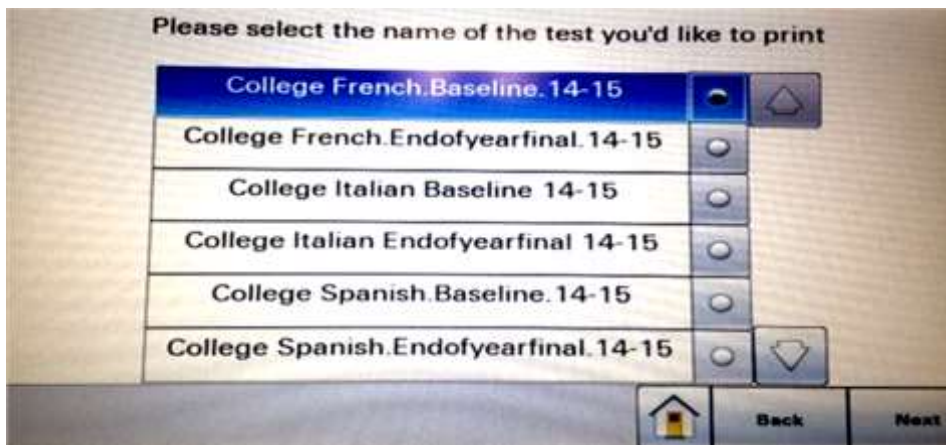 Please select the name of the test you'd like to print
College French.Baseline.14-15
College French.Endofyearfinal.14-15
College Italian Baseline 14-15
College Italian Endofyearfinal 14-15
College Spanish.Baseline.14-15
College Spanish.Endofyearfinal.14-15
Back
Next